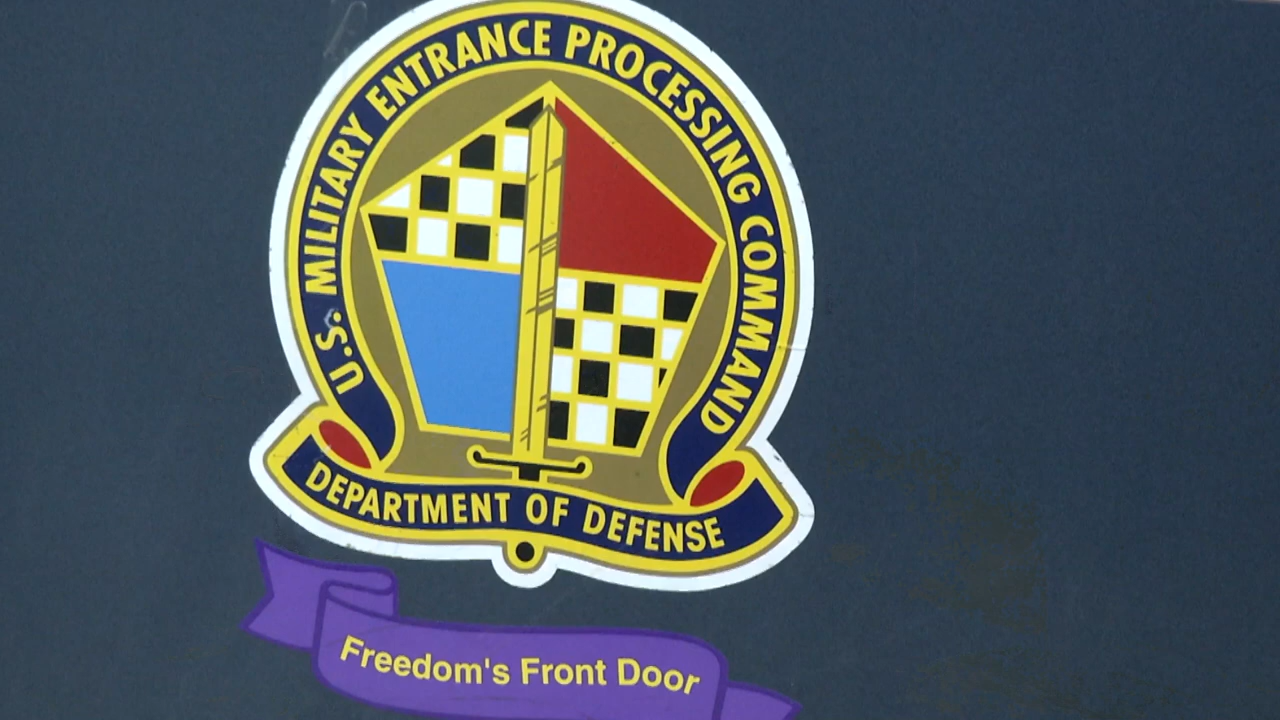 U.S. MILITARY ENTRANCE PROCESSING COMMAND
DEPARTMENT OF DEFENSE
Freedom's Front Door